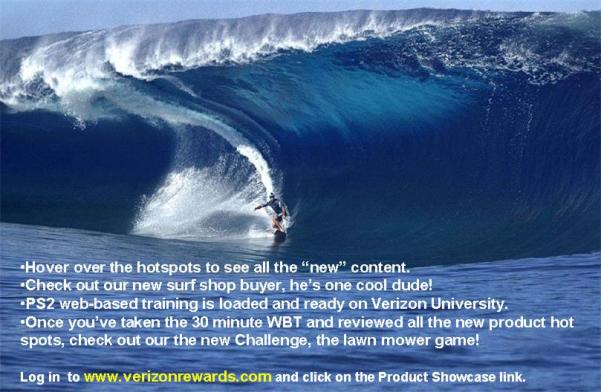 •Hover over the hotspots to see all the “new” content.
•Check out our new surf shop buyer, he’s one cool dude!
•PS2 web-based training is loaded and ready on Verizon University.
•Once you’ve taken the 30 minute WBT and reviewed all the new product hot
spots, check out our the new Challenge, the lawn mower game!
Log in to www.verizonrewards.com and click on the Product Showcase link.